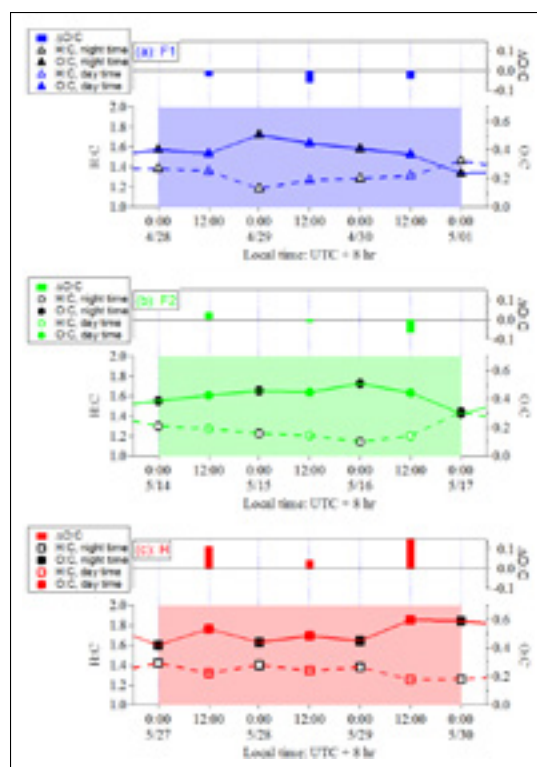 ΔO:C
H:C, night time
O:C, night time
H:C, day time
O:C, day time
(a): F1
0.1
0.0
-0.1
ΔO:C
2.0
1.8
1.6
1.4
1.2
1.0
H:C
0.6
0.4
0.2
0.0
O:C
0:00 12:00 0:00 12:00 0:00 12:00 0:00
4/28 4/29 4/30 5/01
Local time: UTC + 8 hr
ΔO:C
H:C, night time
O:C, night time
H:C, day time
O:C, day time
(b): F2
0.1
0.0
-0.1
ΔO:C
2.0
1.8
1.6
1.4
1.2
1.0
H:C
0.6
0.4
0.2
0.0
O:C
0:00 12:00 0:00 12:00 0:00 12:00 0:00
5/14 5/15 5/16 5/17
Local time: UTC + 8 hr
ΔO:C
H:C, night time
O:C, night time
H:C, day time
O:C, day time
(c): H
0.1
0.0
-0.1
ΔO:C
2.0
1.8
1.6
1.4
1.2
1.0
H:C
0.6
0.4
0.2
0.0
O:C
0:00 12:00 0:00 12:00 0:00 12:00 0:00
5/27 5/28 5/29 5/30
Local time: UTC + 8 hr